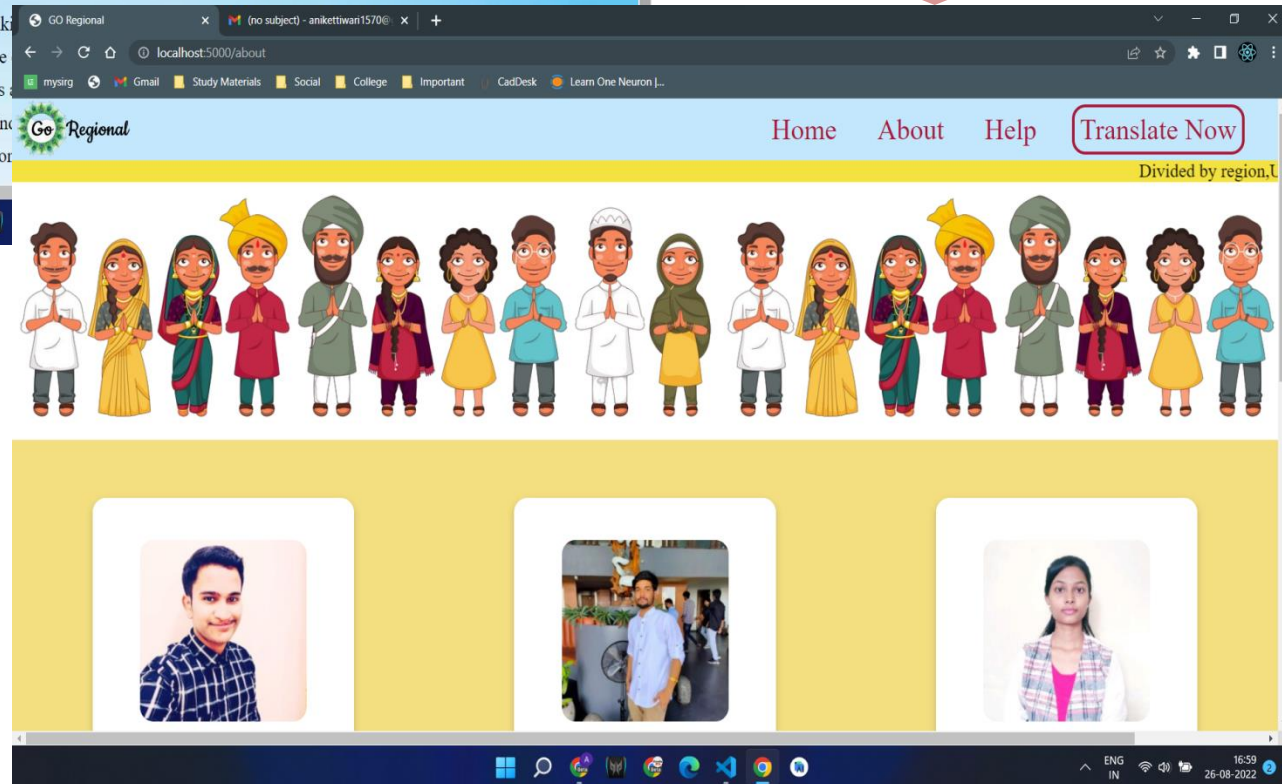 GO Regional
(no subject) - anikettiwari1570@
localhost:5000/about
mysirg Gmail Study Materials Social College Important CadDesk Learn One Neuron |...
Go Regional
Home About Help Translate Now
Divided by region,U
ENG
IN
16:59
26-08-2022
2